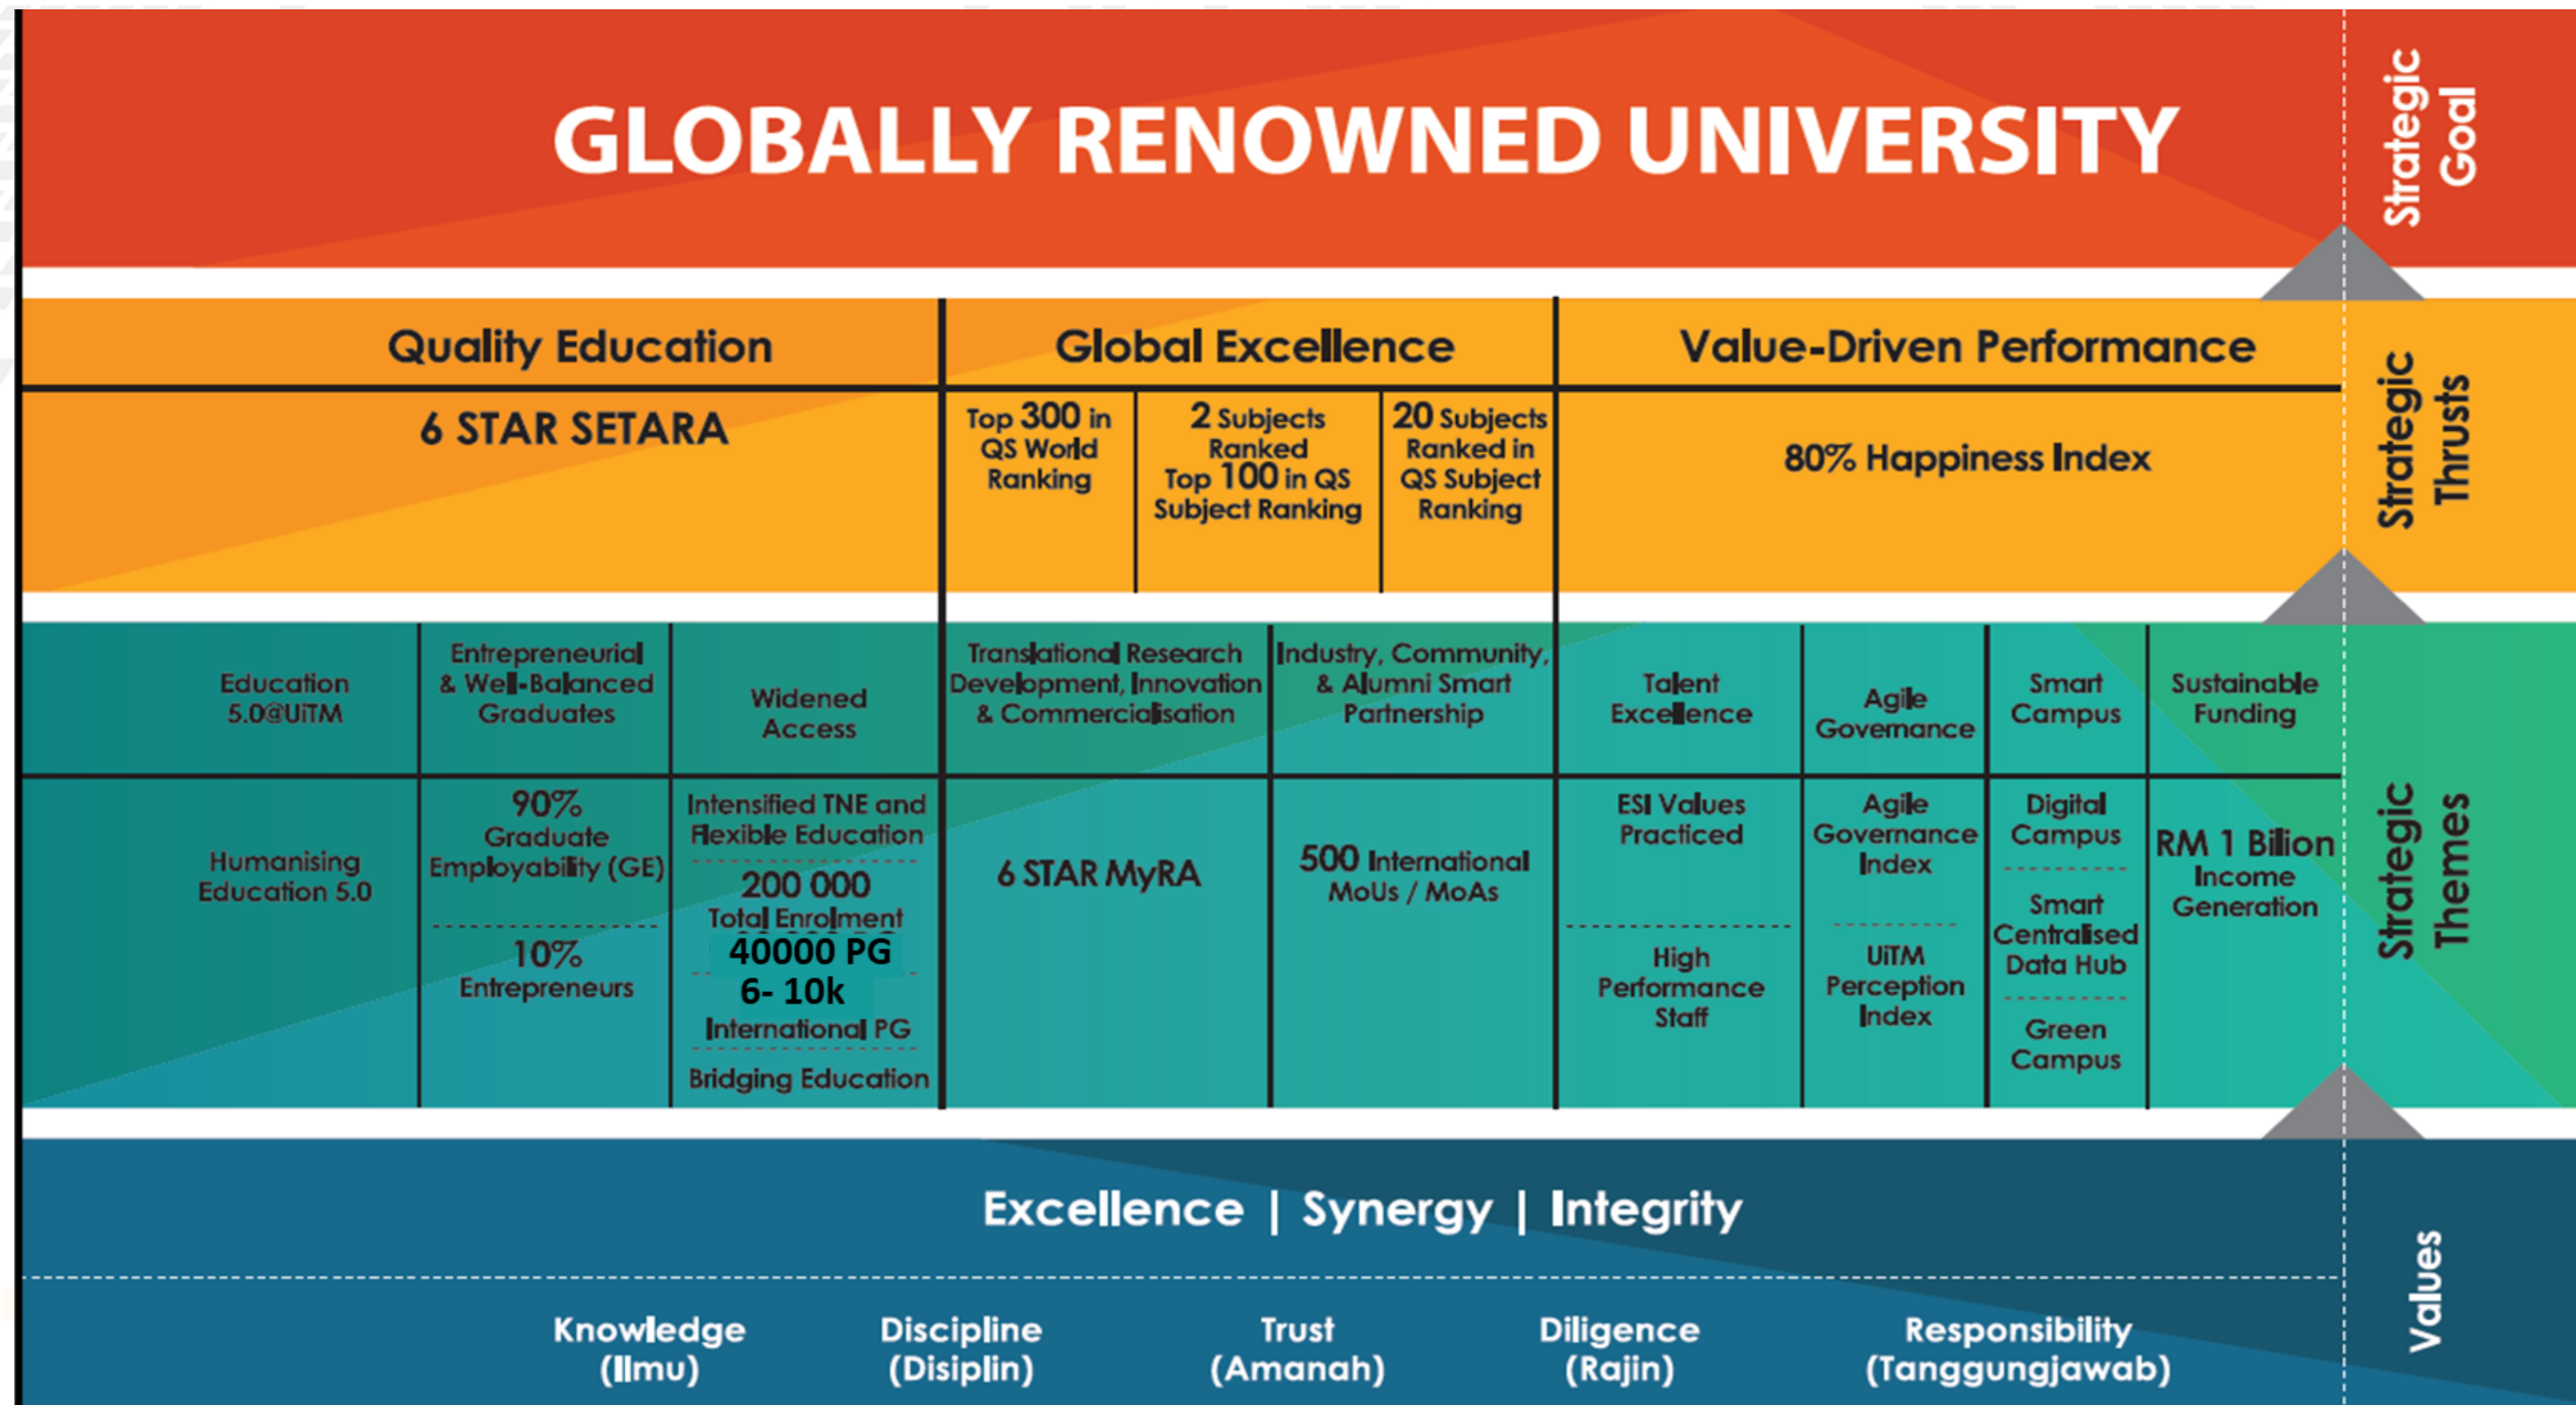 GLOBALLY RENOWNED UNIVERSITY
Strategic
Goal
Quality Education
6 STAR SETARA
Global Excellence
Top 300 in
QS World
Ranking
2 Subjects
Ranked
Top 100 in QS
Subject Ranking
20 Subjects
Ranked in
QS Subject
Ranking
Value-Driven Performance
80% Happiness Index
Strategic
Thrusts
Education
5.0@UiTM
Entrepreneurial
& Well-Balanced
Graduates
Widened
Access
Translational Research
Development, Innovation
& Commercialisation
Industry, Community,
& Alumni Smart
Partnership
Talent
Excellence
Agile
Governance
Smart
Campus
Sustainable
Funding
Humanising
Education 5.0
90%
Graduate
Employability (GE)
10%
Entrepreneurs
Intensified TNE and
Flexible Education
200 000
Total Enrolment
40000 PG
6- 10k
International PG
Bridging Education
6 STAR MyRA
500 International
MoUs / MoAs
ESI Values
Practiced
High
Performance
Staff
Agile
Governance
Index
UiTM
Perception
Index
Digital
Campus
Smart
Centralised
Data Hub
Green
Campus
RM 1 Bilion
Income
Generation
Strategic
Themes
Excellence | Synergy | Integrity
Knowledge
(Ilmu)
Discipline
(Disiplin)
Trust
(Amanah)
Diligence
(Rajin)
Responsibility
(Tanggungjawab)
Values